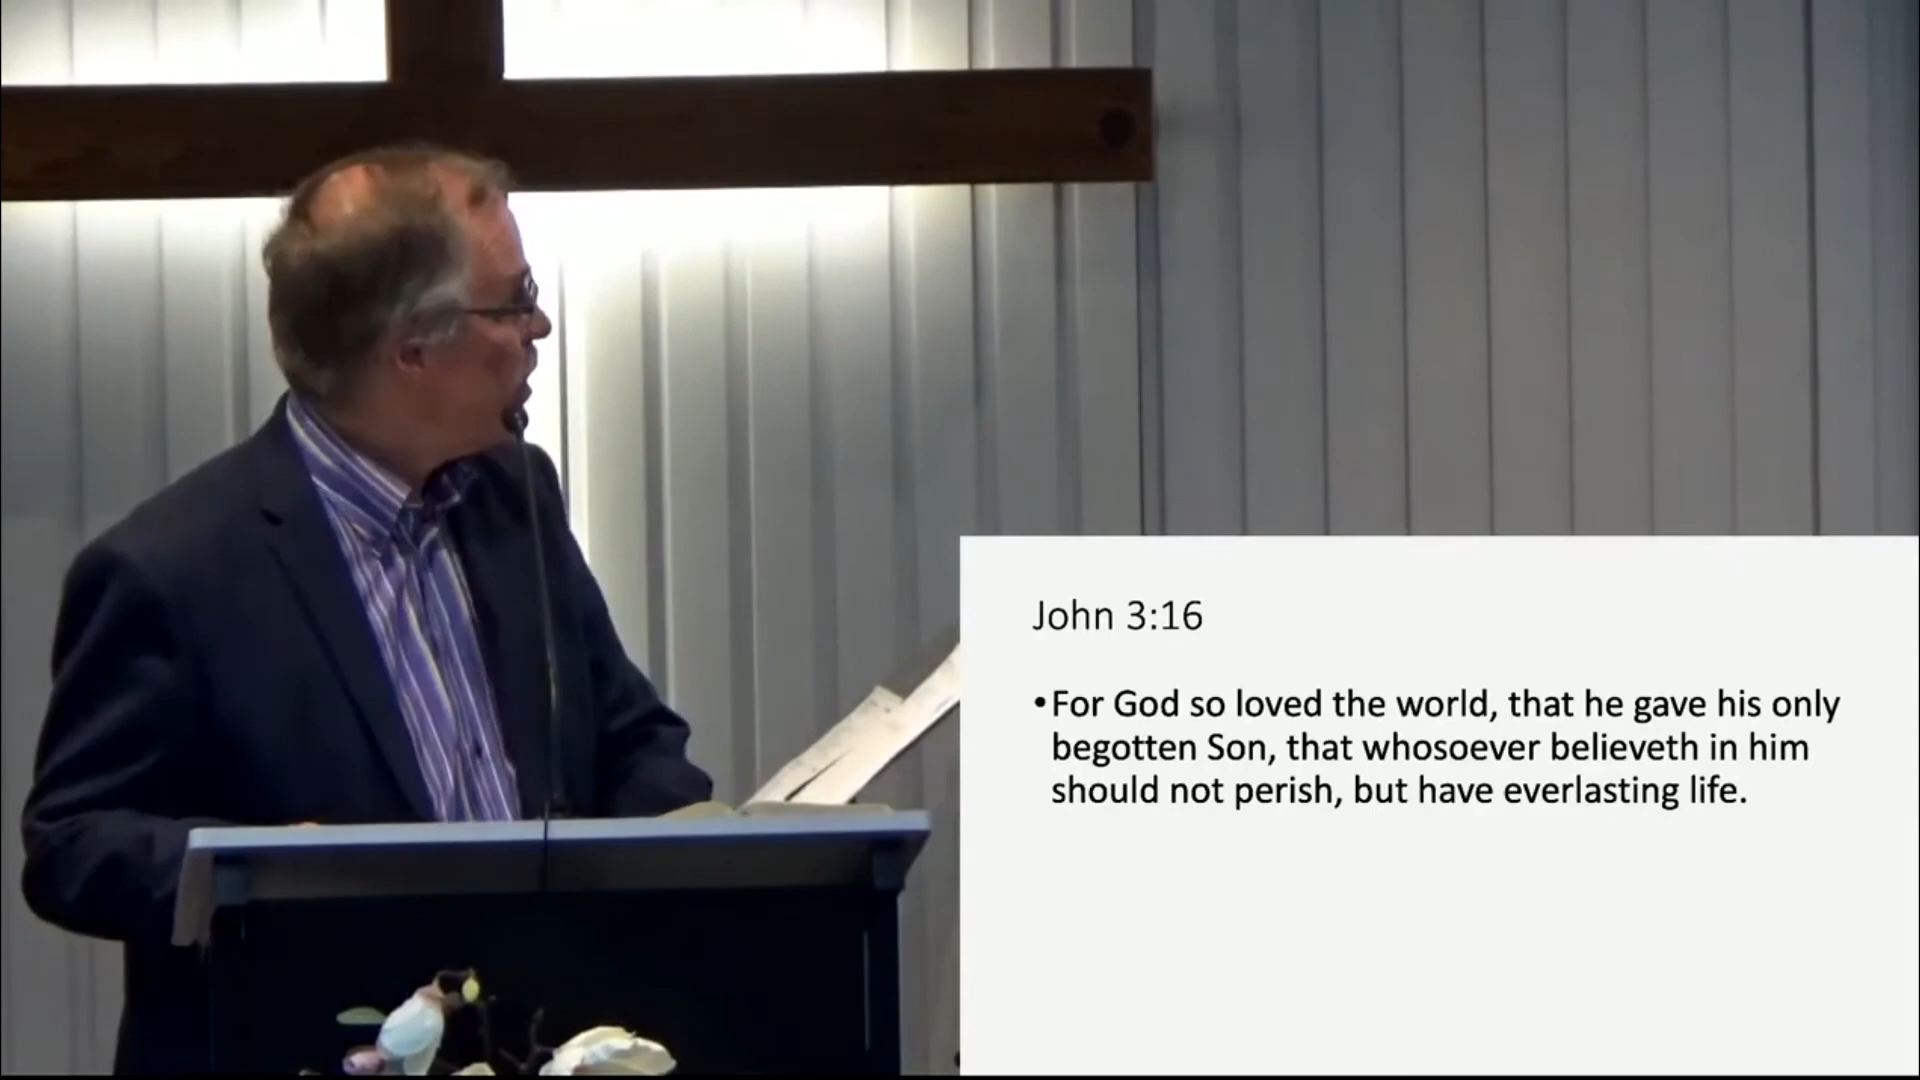 John 3:16
•For God so loved the world, that he gave his only
begotten Son, that whosoever believeth in him
should not perish, but have everlasting life.